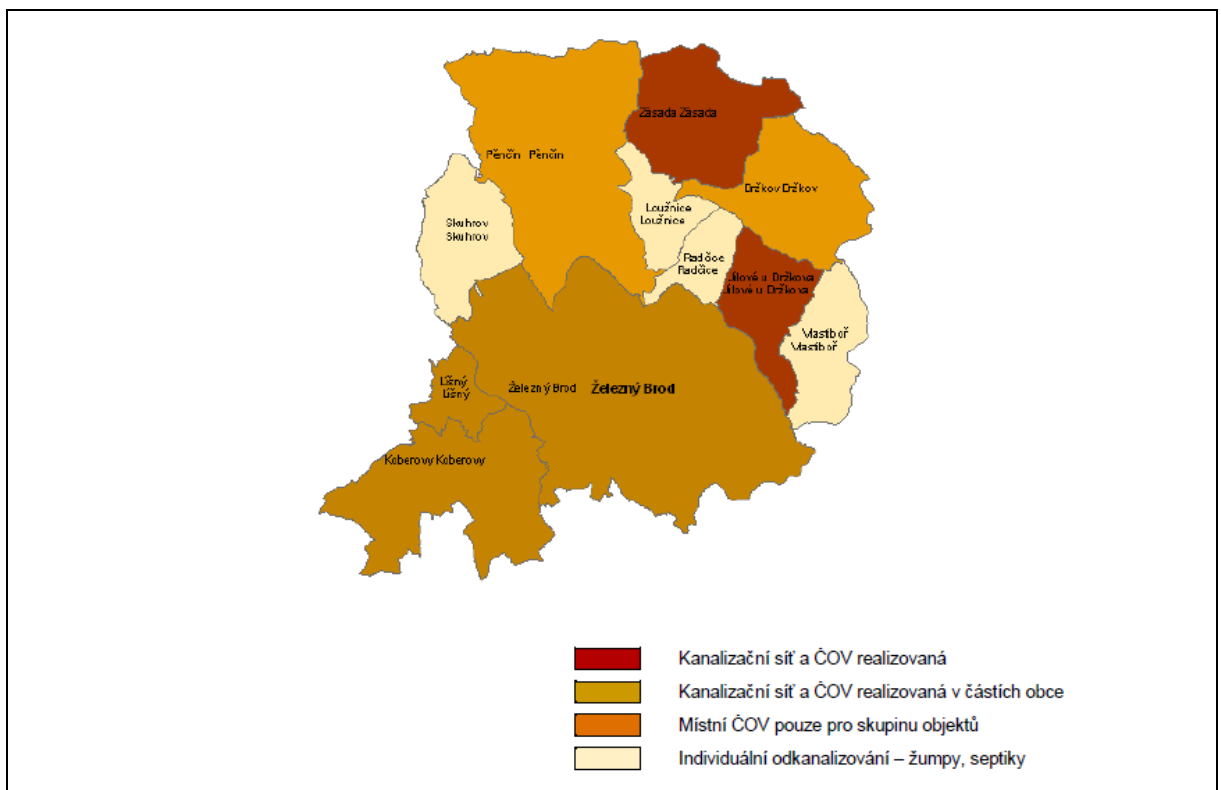 Zásada Zásada
Pěnčín Pěnčín
Držkov Držkov
Loužnice
Loužnice
Skuhrov
Skuhrov
Radčice
Radčice
Jílové u Držkova
Jílové u Držkova
Vlastiboř
Vlastiboř
Líšný
Líšný
Železný Brod Železný Brod
Koberovy Koberovy
Kanalizační síť a ČOV realizovaná
Kanalizační síť a ČOV realizovaná v částích obce
Místní ČOV pouze pro skupinu objektů
Individuální odkanalizování – žumpy, septiky